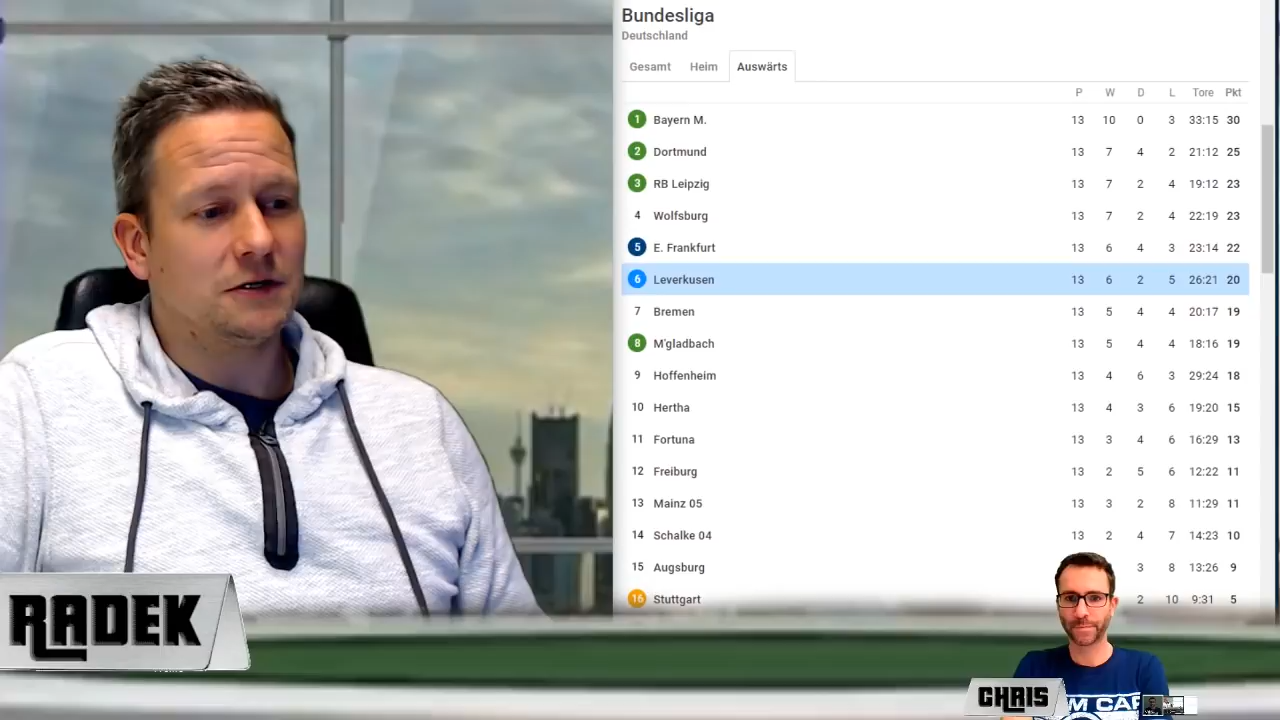 Bundesliga
Deutschland
Gesamt Heim Auswärts
P W D L Tore Pkt
1 Bayern M. 13 10 0 3 33:15 30
2 Dortmund 13 7 4 2 21:12 25
3 RB Leipzig 13 7 2 4 19:12 23
4 Wolfsburg 13 7 2 4 22:19 23
5 E. Frankfurt 13 6 4 3 23:14 22
6 Leverkusen 13 6 2 5 26:21 20
7 Bremen 13 5 4 4 20:17 19
8 M'gladbach 13 5 4 4 18:16 19
9 Hoffenheim 13 4 6 3 29:24 18
10 Hertha 13 4 3 6 19:20 15
11 Fortuna 13 3 4 6 16:29 13
12 Freiburg 13 2 5 6 12:22 11
13 Mainz 05 13 3 2 8 11:29 11
14 Schalke 04 13 2 4 7 14:23 10
15 Augsburg 3 8 13:26 9
16 Stuttgart 2 10 9:31 5
RADEK
CHRIS